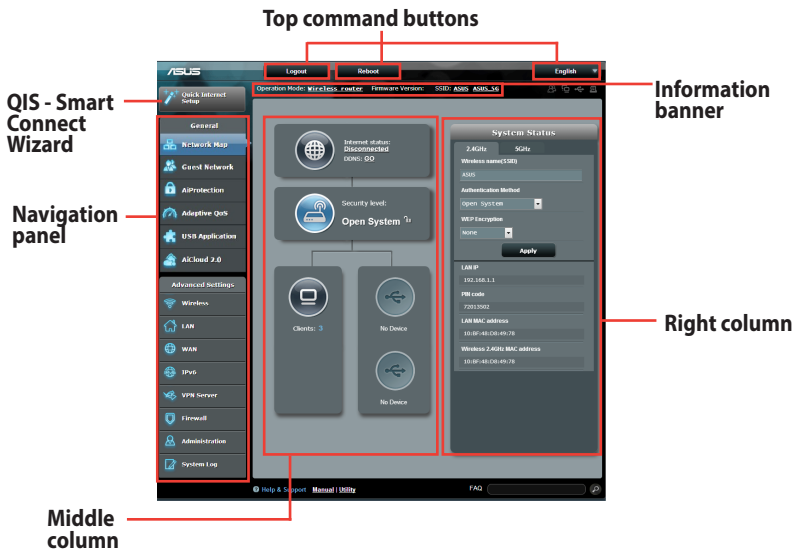 Top command buttons
QIS - Smart
Connect
Wizard
Navigation
panel
Information
banner
Right column
Middle
column
ASUS
Logout
Reboot
English
Quick Internet
Setup
Operation Mode: Wireless router Firmware Version: SSID: ASUS ASUS_5G
General
Network Map
Guest Network
AiProtection
Adaptive QoS
USB Application
AiCloud 2.0
Advanced Settings
Wireless
LAN
WAN
IPv6
VPN Server
Firewall
Administration
System Log
Internet status:
Disconnected
DDNS: GO
Security level:
Open System
Clients: 3
No Device
No Device
System Status
2.4GHz 5GHz
Wireless name(SSID)
ASUS
Authentication Method
Open System
WEP Encryption
None
Apply
LAN IP
192.168.1.1
PIN code
72013502
LAN MAC address
10:BF:48:D8:49:78
Wireless 2.4GHz MAC address
10:BF:48:D8:49:78
Help & Support Manual | Utility
FAQ